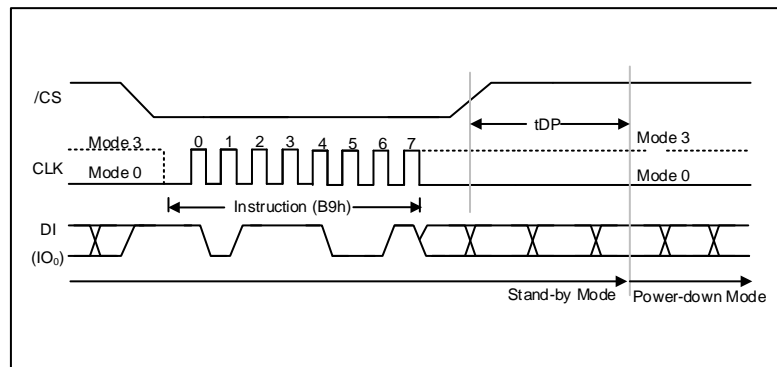 /CS
tDP
Mode 3 0 1 2 3 4 5 6 7 Mode 3
CLK
Mode 0 Mode 0
Instruction (B9h)
DI
(IO₀)
Stand-by Mode Power-down Mode